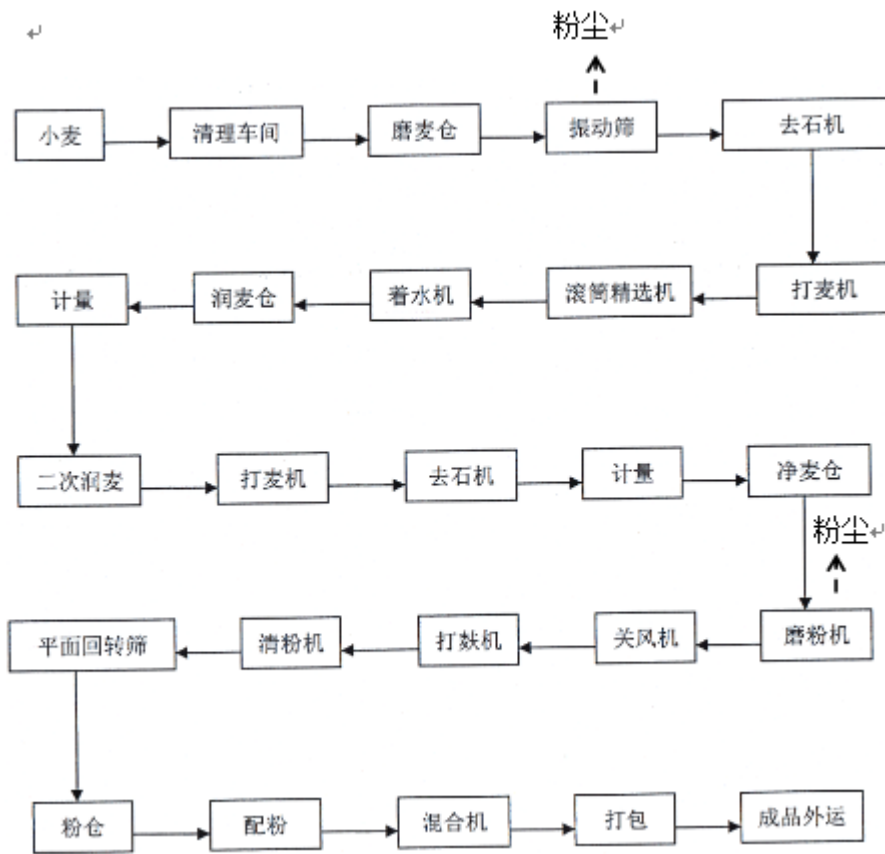 粉尘
小麦
清理车间
磨麦仓
振动筛
去石机
计量
润麦仓
着水机
滚筒精选机
打麦机
二次润麦
打麦机
去石机
计量
净麦仓
粉尘
平面回转筛
清粉机
打麸机
关风机
磨粉机
粉仓
配粉
混合机
打包
成品外运